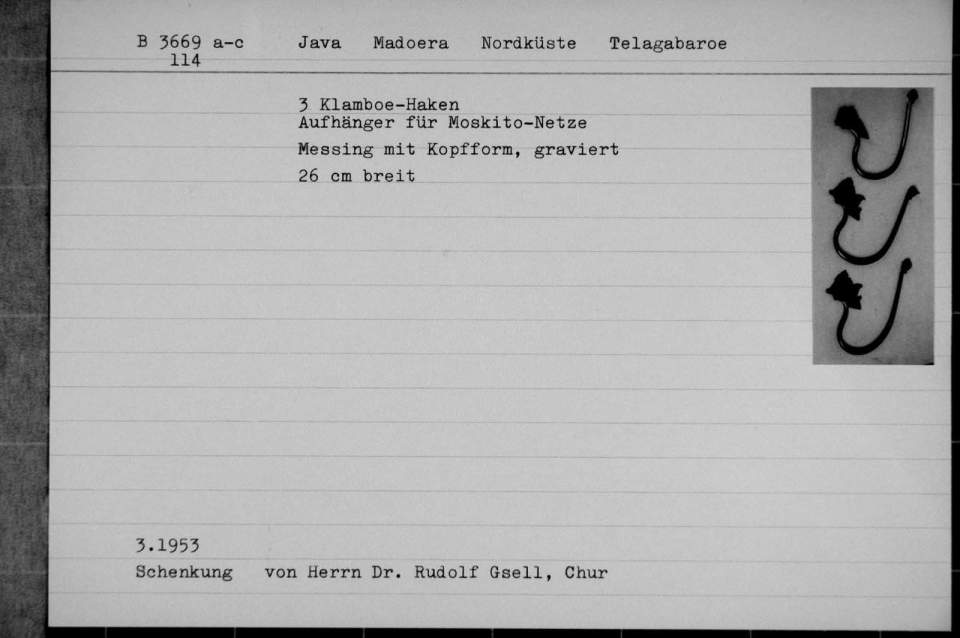 B 3669 a-c Java Madoera Nordküste Telagabaroe
114
3 Klamboe-Haken
Aufhänger für Moskito-Netze
Messing mit Kopfform, graviert
26 cm breit
3.1953
Schenkung von Herrn Dr. Rudolf Gsell, Chur